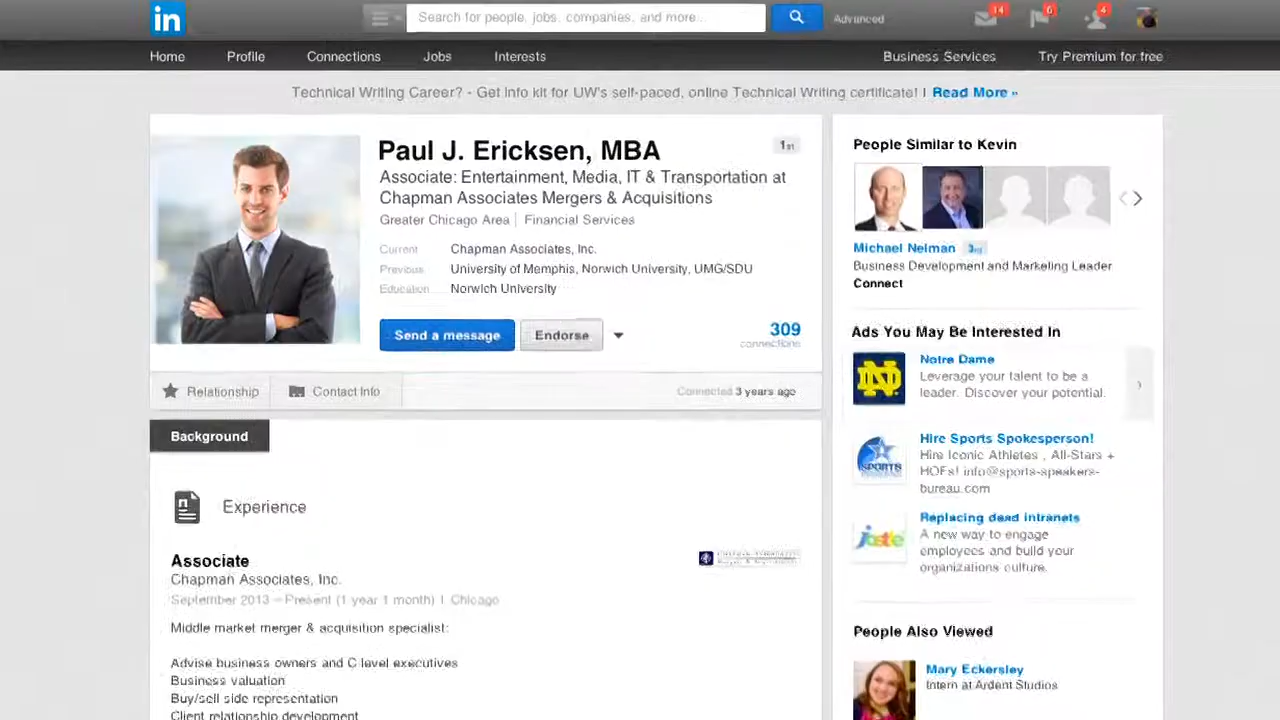 in
Search for people, jobs, companies, and more...
Advanced
14
6
4
Home
Profile
Connections
Jobs
Interests
Business Services
Try Premium for free
Technical Writing Career? - Get info kit for UW's self-paced, online Technical Writing certificate! | Read More »
Paul J. Ericksen, MBA
1st
Associate: Entertainment, Media, IT & Transportation at
Chapman Associates Mergers & Acquisitions
Greater Chicago Area | Financial Services
Current Chapman Associates, Inc.
Previous University of Memphis, Norwich University, UMG/SDU
Education Norwich University
Send a message
Endorse
309
connections
Relationship
Contact Info
Connected 3 years ago
Background
Experience
Associate
Chapman Associates, Inc.
September 2013 – Present (1 year 1 month) | Chicago
Middle market merger & acquisition specialist:
Advise business owners and C level executives
Business valuation
Buy/sell side representation
Client relationship development
People Similar to Kevin
Michael Nelman 3rd
Business Development and Marketing Leader
Connect
Ads You May Be Interested In
Notre Dame
Leverage your talent to be a
leader. Discover your potential.
SPORTS
Hire Sports Spokesperson!
Hire Iconic Athletes , All-Stars +
HOFs! info@sports-speakers-
bureau.com
jostle
Replacing dead intranets
A new way to engage
employees and build your
organizations culture.
People Also Viewed
Mary Eckersley
Intern at Ardent Studios